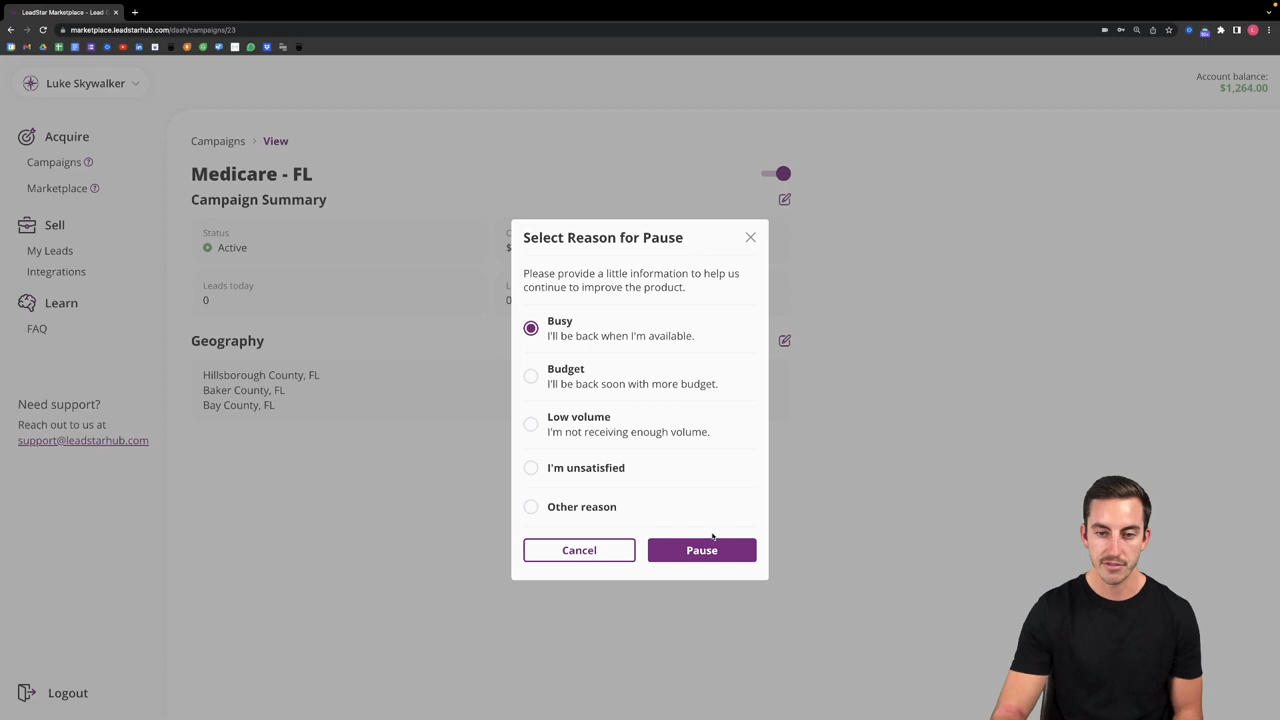 LeadStar Marketplace - Lead
marketplace.leadstarhub.com/dash/campaigns/23
Luke Skywalker
Account balance:
$1,264.00
Acquire
Campaigns
Marketplace
Sell
My Leads
Integrations
Learn
FAQ
Need support?
Reach out to us at
support@leadstarhub.com
Logout
Campaigns > View
Medicare - FL
Campaign Summary
Status
Active
Leads today
0
Geography
Hillsborough County, FL
Baker County, FL
Bay County, FL
Select Reason for Pause
Please provide a little information to help us
continue to improve the product.
Busy
I'll be back when I'm available.
Budget
I'll be back soon with more budget.
Low volume
I'm not receiving enough volume.
I'm unsatisfied
Other reason
Cancel
Pause